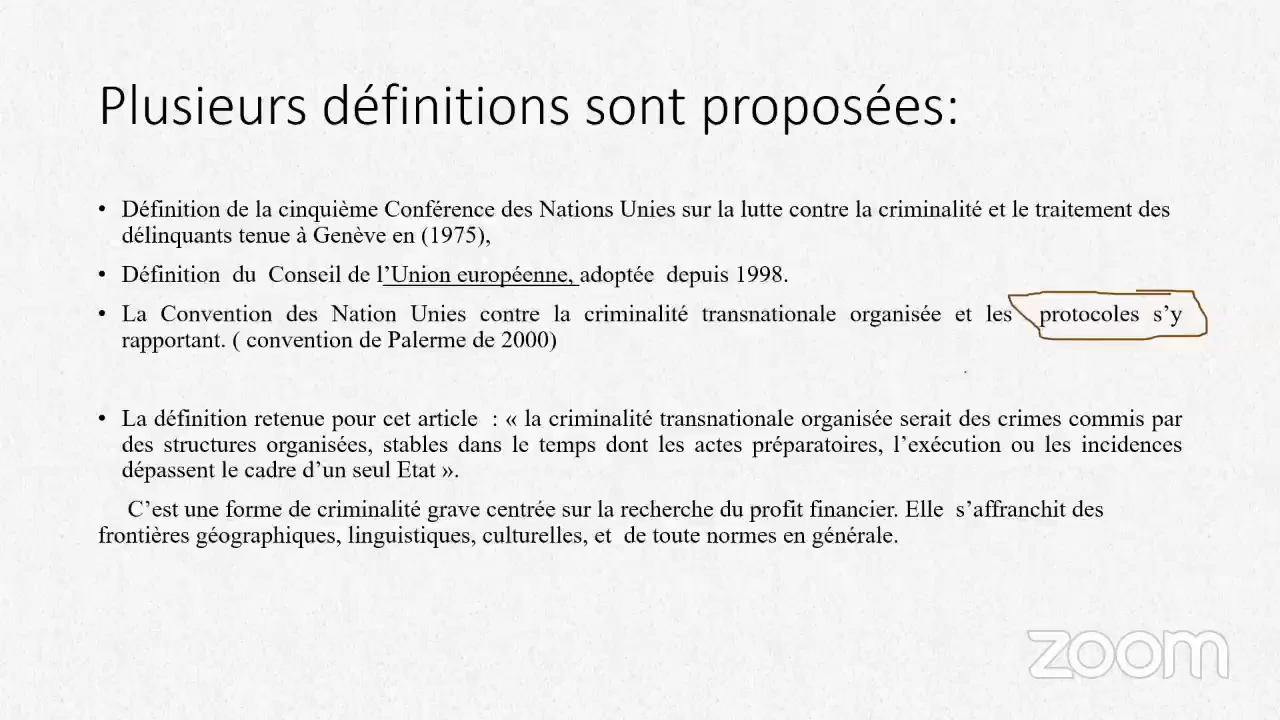 Plusieurs définitions sont proposées:
• Définition de la cinquième Conférence des Nations Unies sur la lutte contre la criminalité et le traitement des
délinquants tenue à Genève en (1975),
• Définition du Conseil de l’Union européenne, adoptée depuis 1998.
• La Convention des Nation Unies contre la criminalité transnationale organisée et les protocoles s’y
rapportant. ( convention de Palerme de 2000)
• La définition retenue pour cet article : « la criminalité transnationale organisée serait des crimes commis par
des structures organisées, stables dans le temps dont les actes préparatoires, l’exécution ou les incidences
dépassent le cadre d’un seul Etat ».
C’est une forme de criminalité grave centrée sur la recherche du profit financier. Elle s’affranchit des
frontières géographiques, linguistiques, culturelles, et de toute normes en générale.
zoom